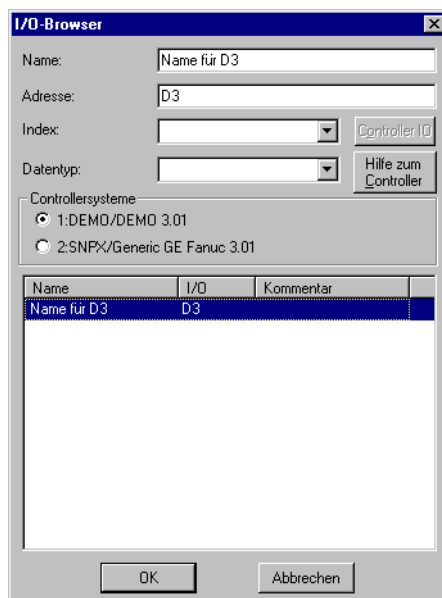 I/O-Browser
Name: Name für D3
Adresse: D3
Index: Controller IO
Datentyp: Hilfe zum Controller
Controllersysteme
1:DEMO/DEMO 3.01
2:SNPX/Generic GE Fanuc 3.01
Name I/O Kommentar
Name für D3 D3
OK Abbrechen